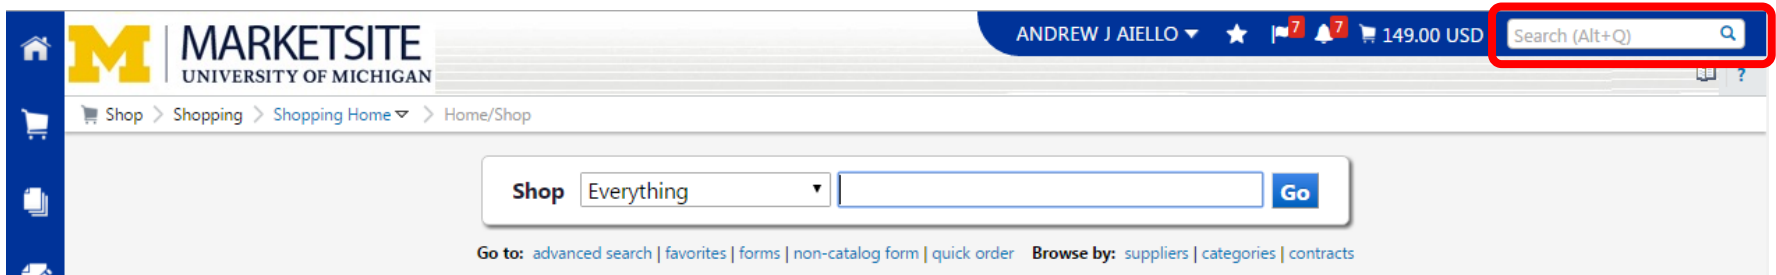 ANDREW J AIELLO 7 7 149.00 USD Search (Alt+Q)
M MARKETSITE
UNIVERSITY OF MICHIGAN
?
Shop > Shopping > Shopping Home > Home/Shop
Shop Everything Go
Go to: advanced search | favorites | forms | non-catalog form | quick order Browse by: suppliers | categories | contracts